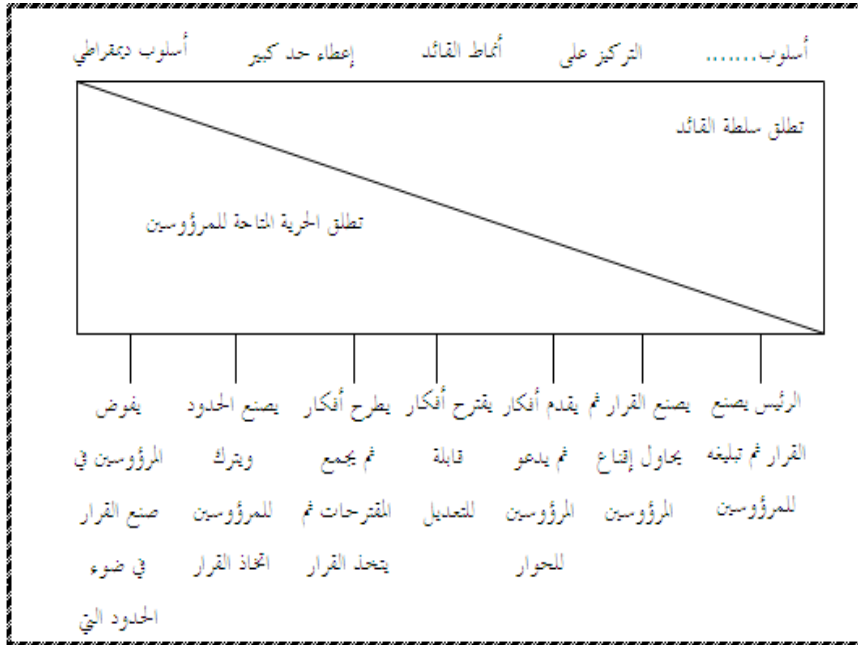 أسلوب....... التركيز على أنماط القائد إعطاء حد كبير أسلوب ديمقراطي
تطلق سلطة القائد
تطلق الحرية المتاحة للمرؤوسين
الرئيس يصنع
القرار ثم تبليغه
للمرؤوسين
يصنع القرار ثم
يحاول إقناع
المرؤوسين
يقدم أفكار
ثم يدعو
المرؤوسين
للحوار
يقترح أفكار
قابلة
للتعديل
يطرح أفكار
ثم يجمع
المقترحات ثم
يتخذ القرار
يصنع الحدود
ويترك
للمرؤوسين
اتخاذ القرار
يفوض
المرؤوسين في
صنع القرار
في ضوء
الحدود التي